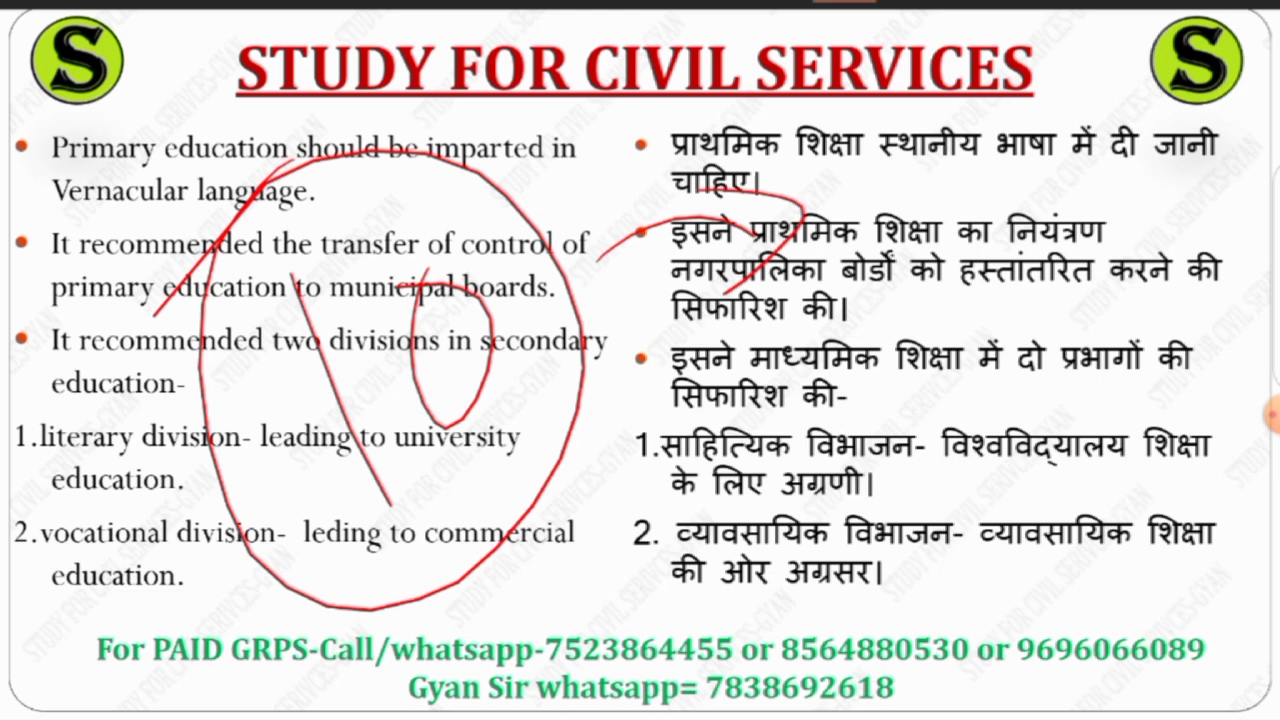 STUDY FOR CIVIL SERVICES
S
S
• Primary education should be imparted in
Vernacular language.
• It recommended the transfer of control of
primary education to municipal boards.
• It recommended two divisions in secondary
education-
1.literary division- leading to university
education.
2.vocational division- leding to commercial
education.
• प्राथमिक शिक्षा स्थानीय भाषा में दी जानी
चाहिए।
• इसने प्राथमिक शिक्षा का नियंत्रण
नगरपालिका बोर्डों को हस्तांतरित करने की
सिफारिश की।
• इसने माध्यमिक शिक्षा में दो प्रभागों की
सिफारिश की-
1.साहित्यिक विभाजन- विश्वविद्यालय शिक्षा
के लिए अग्रणी।
2. व्यावसायिक विभाजन- व्यावसायिक शिक्षा
की ओर अग्रसर।
For PAID GRPS-Call/whatsapp-7523864455 or 8564880530 or 9696066089
Gyan Sir whatsapp= 7838692618